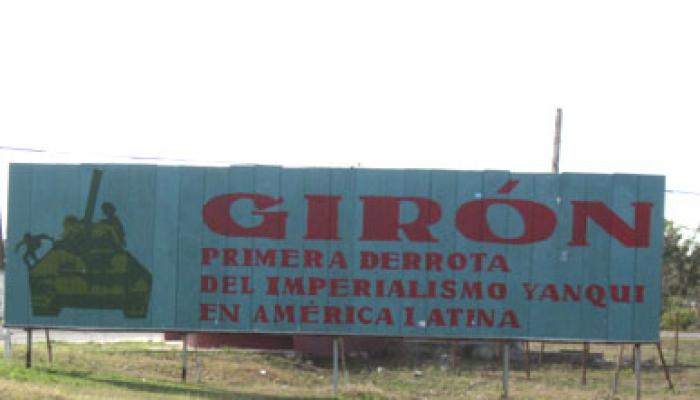 GIRÓN
PRIMERA DERROTA
DEL IMPERIALISMO YANQUI
EN AMÉRICA LATINA